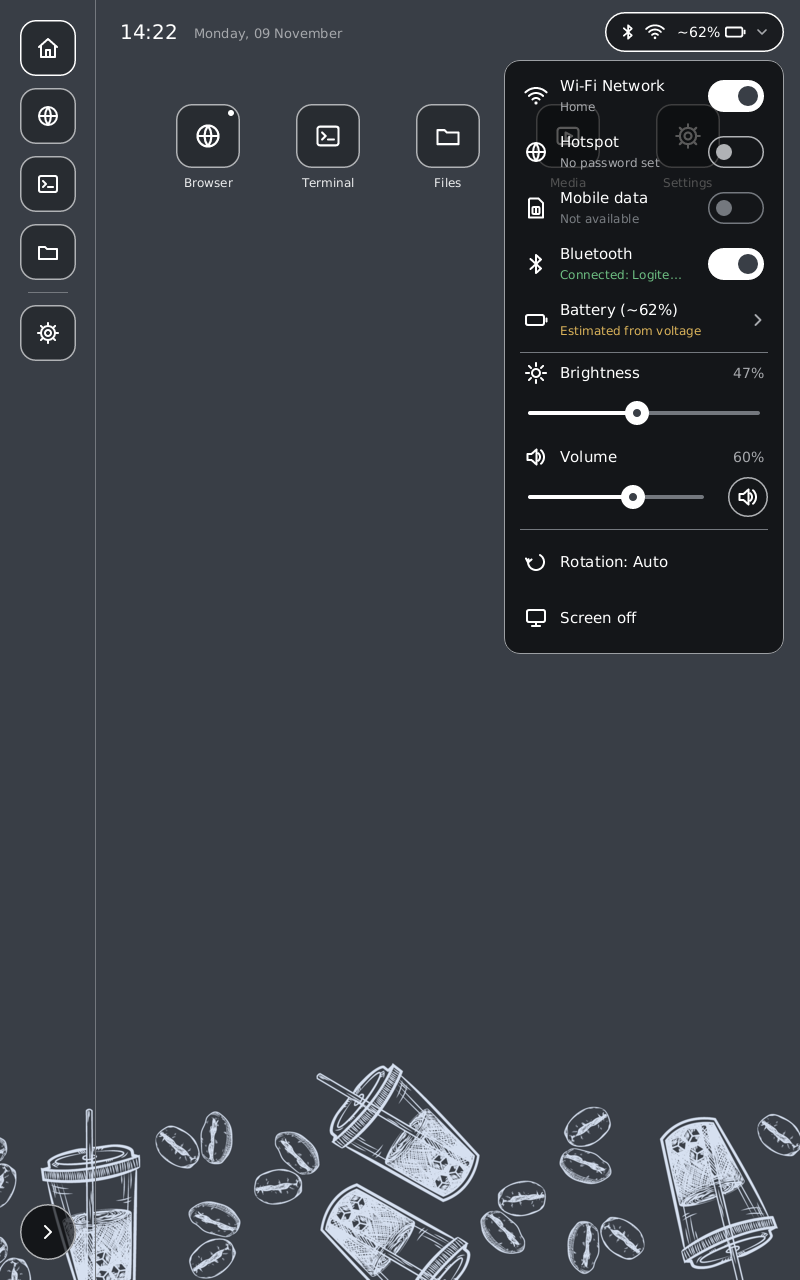 14:22 Monday, 09 November ~62%
Browser
Terminal
Files
Media
Settings
Wi-Fi Network
Home
Hotspot
No password set
Mobile data
Not available
Bluetooth
Connected: Logite…
Battery (~62%)
Estimated from voltage
Brightness 47%
Volume 60%
Rotation: Auto
Screen off